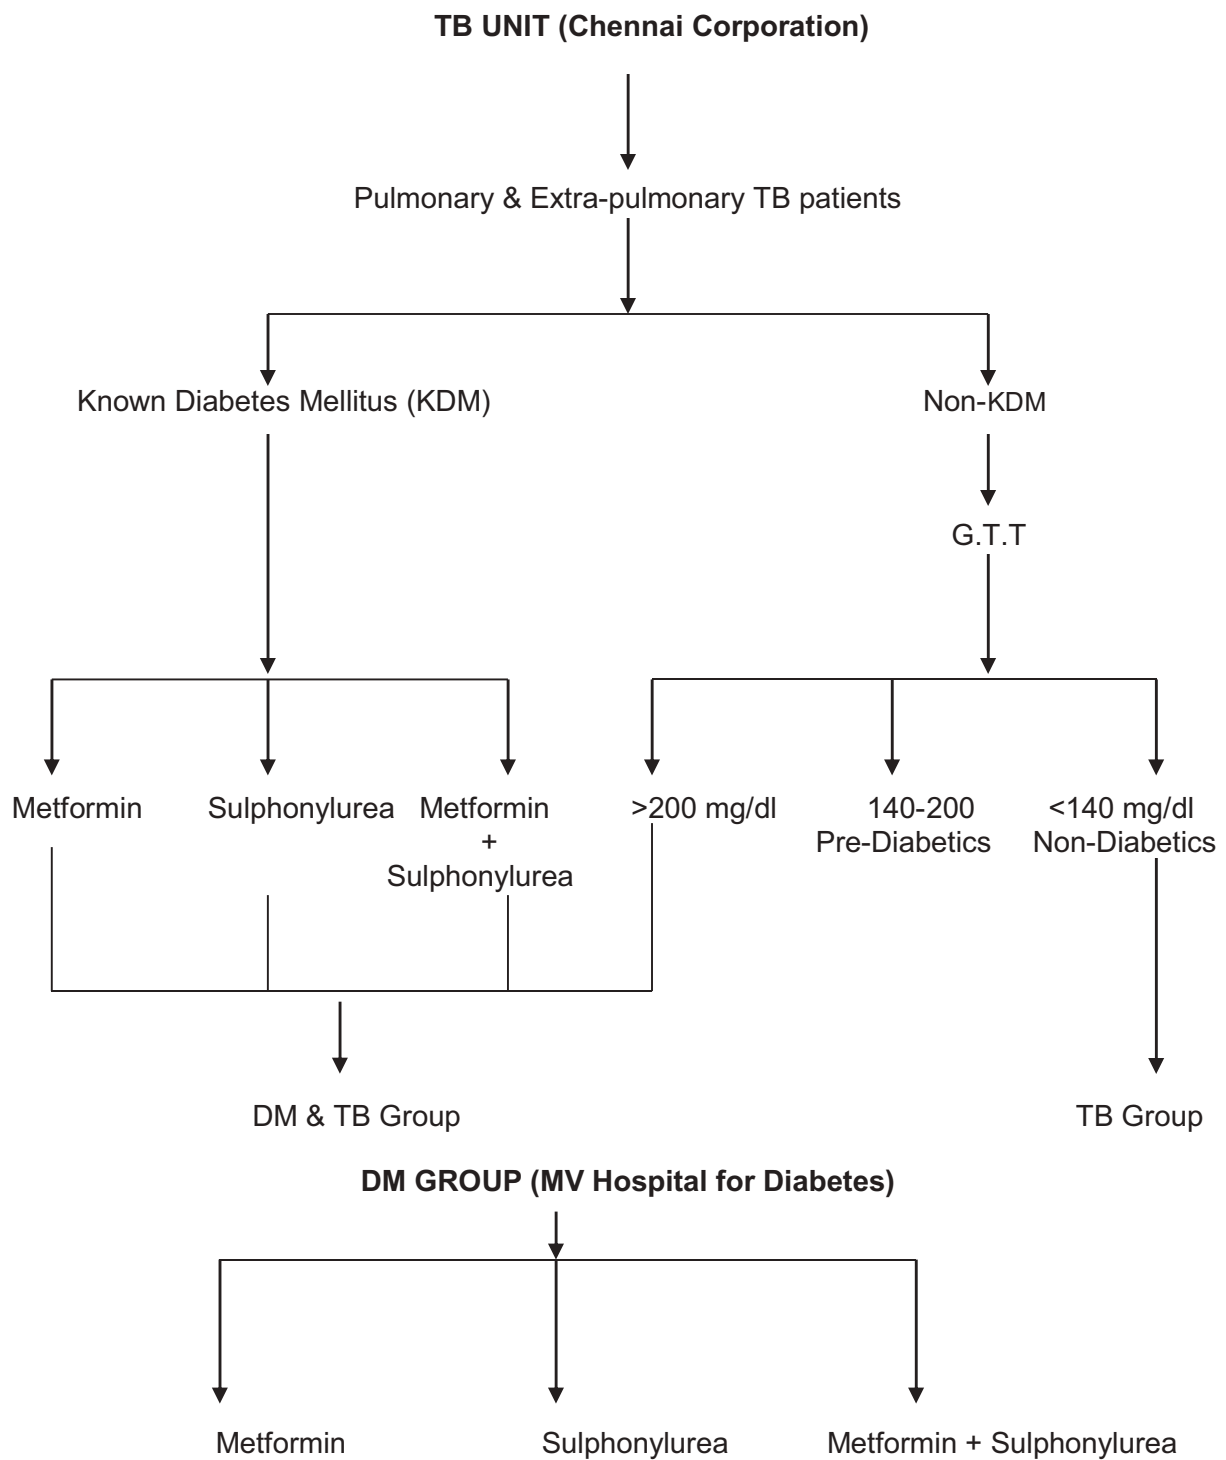 TB UNIT (Chennai Corporation)
Pulmonary & Extra-pulmonary TB patients
Known Diabetes Mellitus (KDM)
Non-KDM
G.T.T
Metformin
Sulphonylurea
Metformin
+
Sulphonylurea
>200 mg/dl
140-200
Pre-Diabetics
<140 mg/dl
Non-Diabetics
DM & TB Group
TB Group
DM GROUP (MV Hospital for Diabetes)
Metformin
Sulphonylurea
Metformin + Sulphonylurea